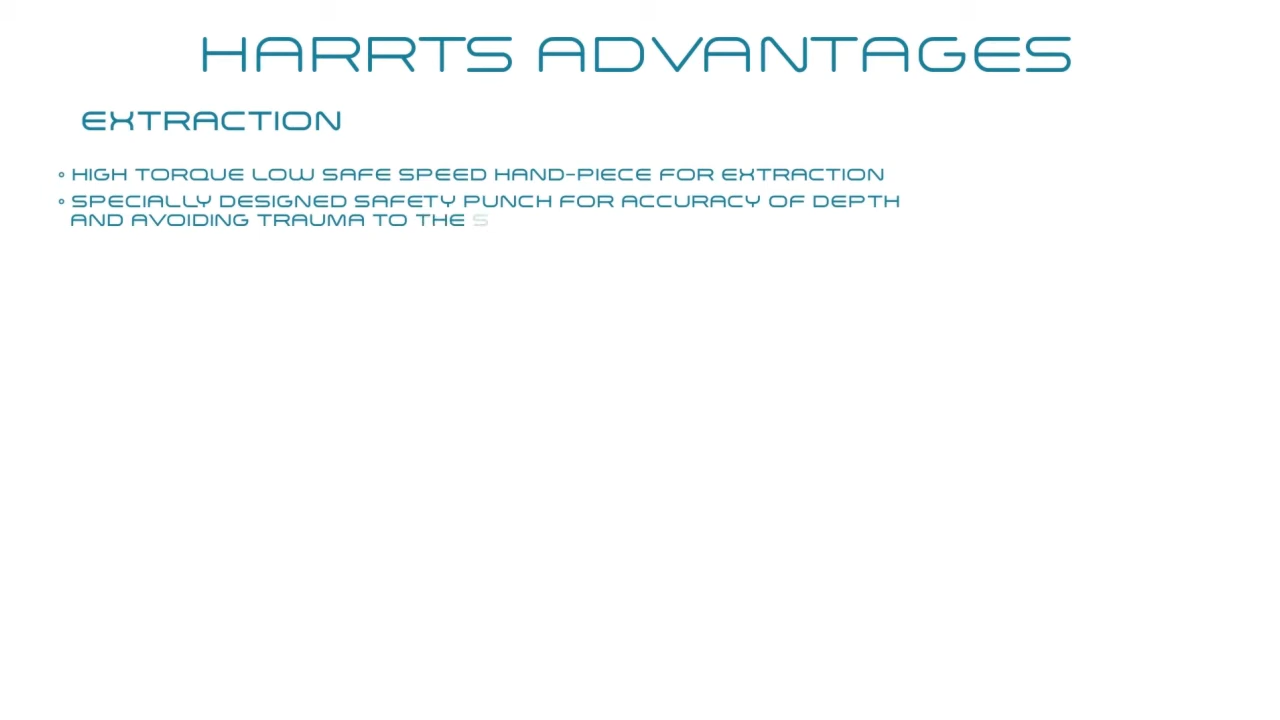 HARRTS ADVANTAGES
EXTRACTION
◦ HIGH TORQUE LOW SAFE SPEED HAND-PIECE FOR EXTRACTION
◦ SPECIALLY DESIGNED SAFETY PUNCH FOR ACCURACY OF DEPTH
AND AVOIDING TRAUMA TO THE S